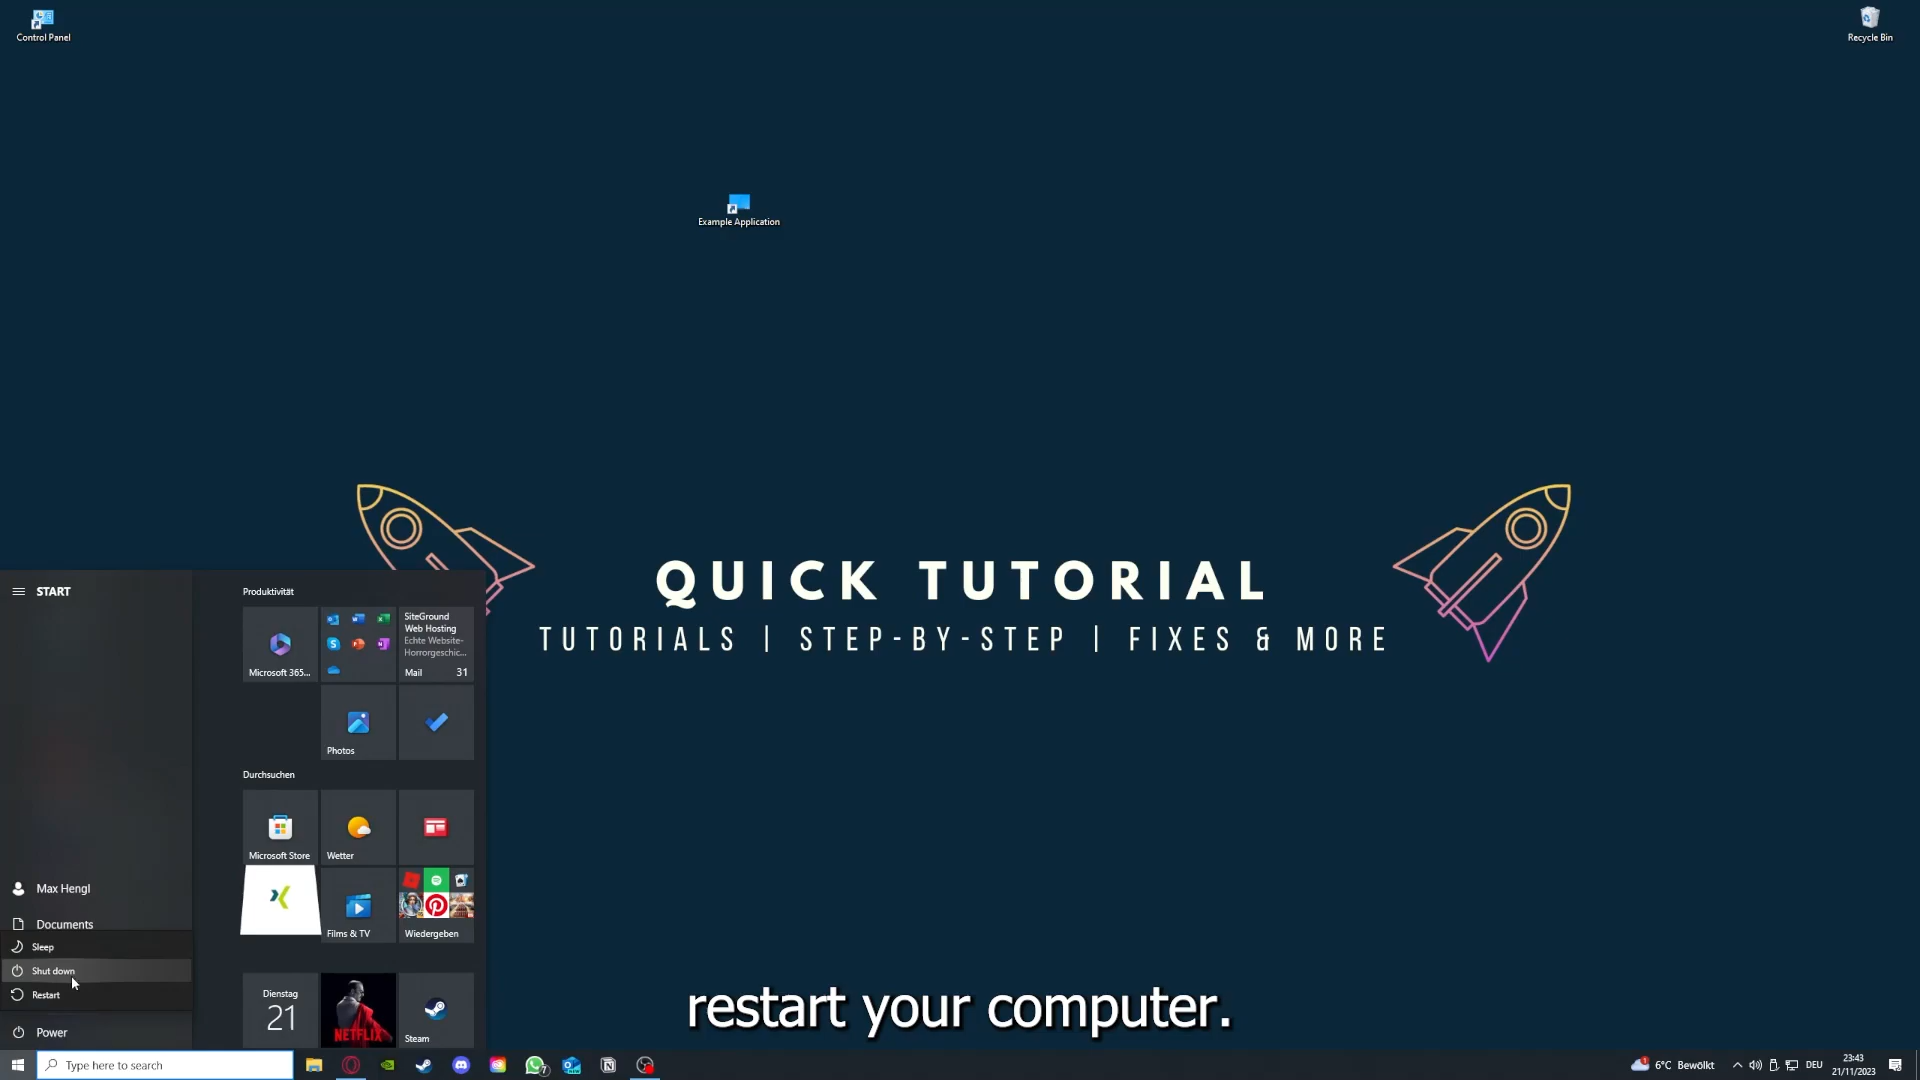 Control Panel
Recycle Bin
Example Application
QUICK TUTORIAL
TUTORIALS | STEP-BY-STEP | FIXES & MORE
START
Produktivität
Microsoft 365...
SiteGround
Web Hosting
Echte Website-
Horrorgeschic...
Mail 31
Photos
Durchsuchen
Microsoft Store
Wetter
Films & TV
Wiedergeben
Max Hengl
Documents
Sleep
Shut down
Restart
Power
Dienstag
21
NETFLIX
Steam
restart your computer.
Type here to search
7
1
6°C Bewölkt
DEU
23:43
21/11/2023